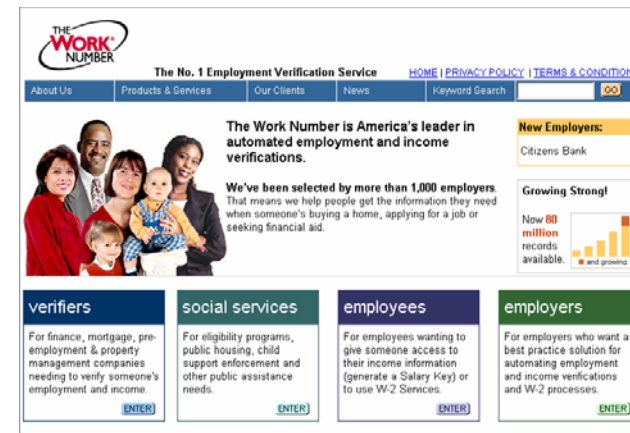 THE
WORK
NUMBER
The No. 1 Employment Verification Service
HOME | PRIVACY POLICY | TERMS & CONDITION
About Us Products & Services Our Clients News Keyword Search GO
The Work Number is America's leader in
automated employment and income
verifications.
We've been selected by more than 1,000 employers.
That means we help people get the information they need
when someone's buying a home, applying for a job or
seeking financial aid.
New Employers:
Citizens Bank
Growing Strong!
Now 80
million
records
available.
and growing
verifiers
For finance, mortgage, pre-
employment & property
management companies
needing to verify someone's
employment and income.
ENTER
social services
For eligibility programs,
public housing, child
support enforcement and
other public assistance
needs.
ENTER
employees
For employees wanting to
give someone access to
their income information
(generate a Salary Key) or
to use W-2 Services.
ENTER
employers
For employers who want a
best practice solution for
automating employment
and income verifications
and W-2 processes.
ENTER